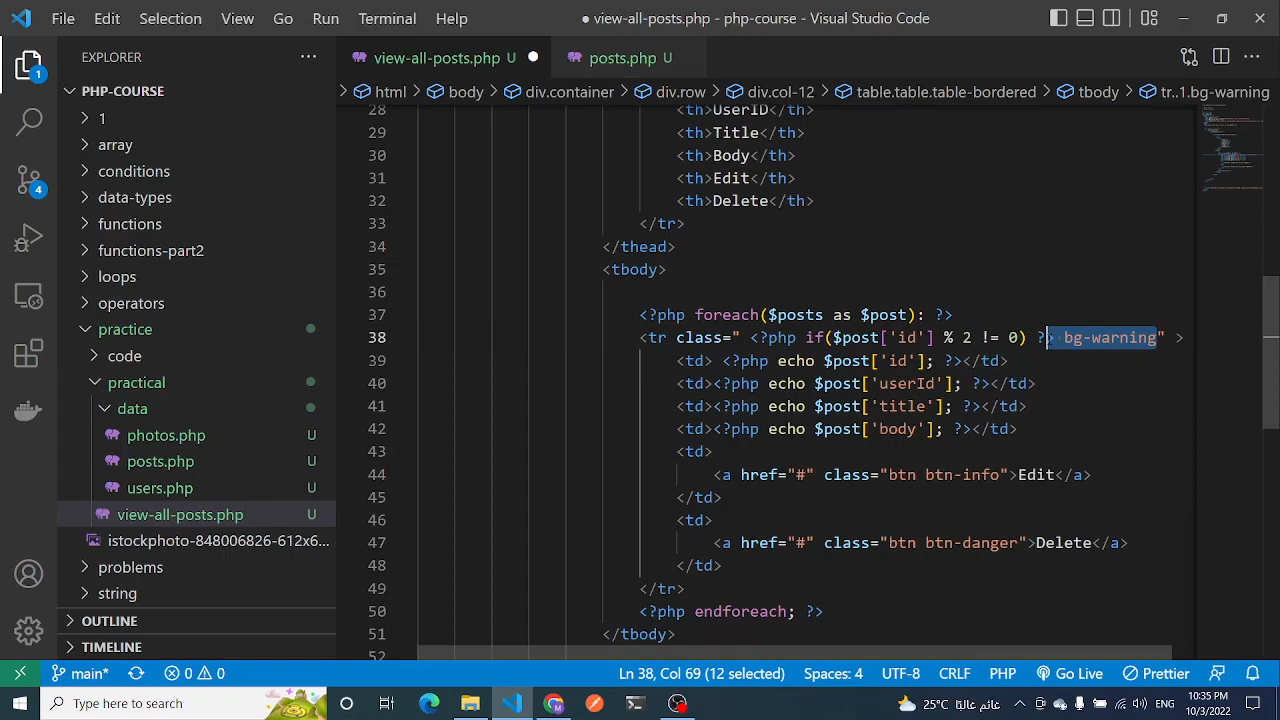 File Edit Selection View Go Run Terminal Help ● view-all-posts.php - php-course - Visual Studio Code
EXPLORER ···
view-all-posts.php U posts.php U
html > body > div.container > div.row > div.col-12 > table.table.table-bordered > tbody > tr..1.bg-warning
PHP-COURSE
1
array
conditions
data-types
functions
functions-part2
loops
operators
practice
code
practical
data
photos.php U
posts.php U
users.php U
view-all-posts.php U
istockphoto-848006826-612x6...
problems
string
OUTLINE
TIMELINE
1
4
28 <th>UserID</th>
29 <th>Title</th>
30 <th>Body</th>
31 <th>Edit</th>
32 <th>Delete</th>
33 </tr>
34 </thead>
35 <tbody>
36
37 <?php foreach($posts as $post): ?>
38 <tr class=" <?php if($post['id'] % 2 != 0) ?> bg-warning" >
39 <td> <?php echo $post['id']; ?></td>
40 <td><?php echo $post['userId']; ?></td>
41 <td><?php echo $post['title']; ?></td>
42 <td><?php echo $post['body']; ?></td>
43 <td>
44 <a href="#" class="btn btn-info">Edit</a>
45 </td>
46 <td>
47 <a href="#" class="btn btn-danger">Delete</a>
48 </td>
49 </tr>
50 <?php endforeach; ?>
51 </tbody>
52
main* 0 0 Ln 38, Col 69 (12 selected) Spaces: 4 UTF-8 CRLF PHP Go Live Prettier
Type here to search 25°C 10:35 PM
10/3/2022